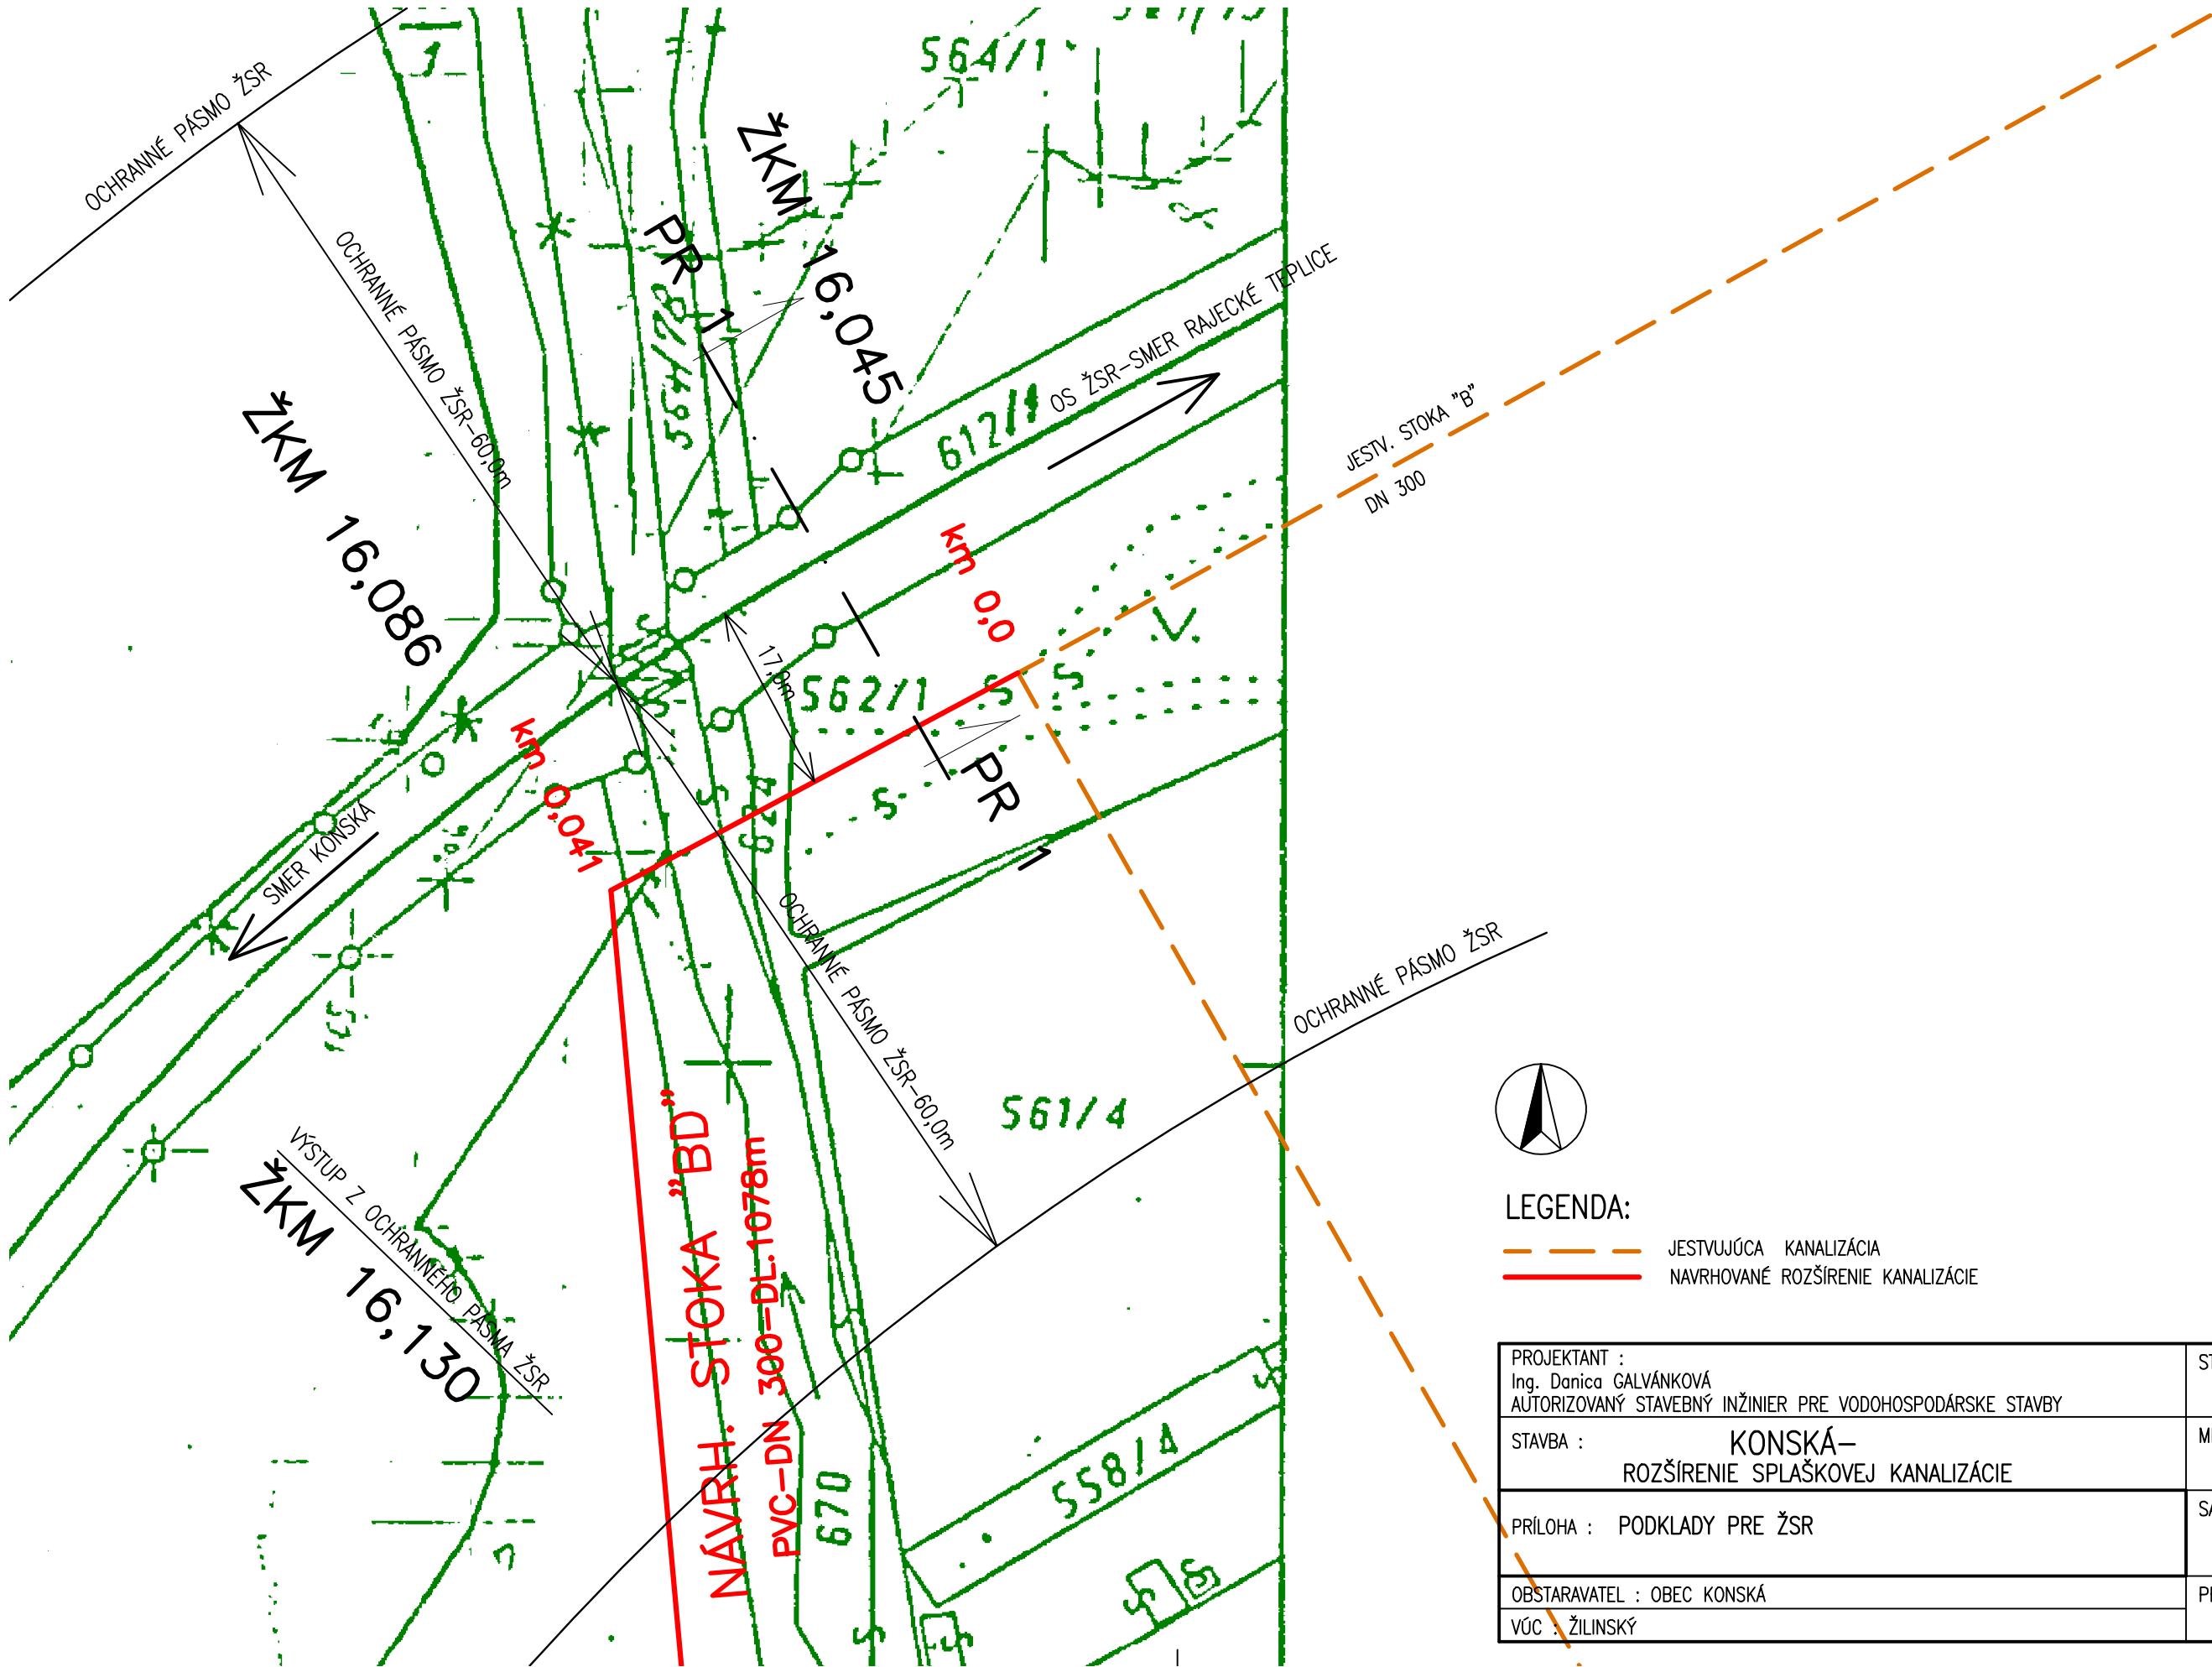 OCHRANNÉ PÁSMO ŽSR
564/1
ŽKM 16,045
PR 1
564/78
OCHRANNÉ PÁSMO ŽSR-60,0m
OS ŽSR-SMER RAJECKÉ TEPLICE
612/1
ŽKM 16,086
JESTV. STOKA "B"
DN 300
km 0,0
17,0m
562/1
km 0,041
PR 1
624
SMER KONSKÁ
OCHRANNÉ PÁSMO ŽSR-60,0m
OCHRANNÉ PÁSMO ŽSR
561/4
VÝSTUP Z OCHRANNÉHO PÁSMA ŽSR
ŽKM 16,130
NAVRH. STOKA "BD"
PVC-DN 300-DL.1078m
670
558/4
LEGENDA:
JESTVUJÚCA KANALIZÁCIA
NAVRHOVANÉ ROZŠÍRENIE KANALIZÁCIE
PROJEKTANT :
Ing. Danica GALVÁNKOVÁ
AUTORIZOVANÝ STAVEBNÝ INŽINIER PRE VODOHOSPODÁRSKE STAVBY
STAVBA : KONSKÁ-
ROZŠÍRENIE SPLAŠKOVEJ KANALIZÁCIE
PRÍLOHA : PODKLADY PRE ŽSR
OBSTARAVATEL : OBEC KONSKÁ
VÚC : ŽILINSKÝ